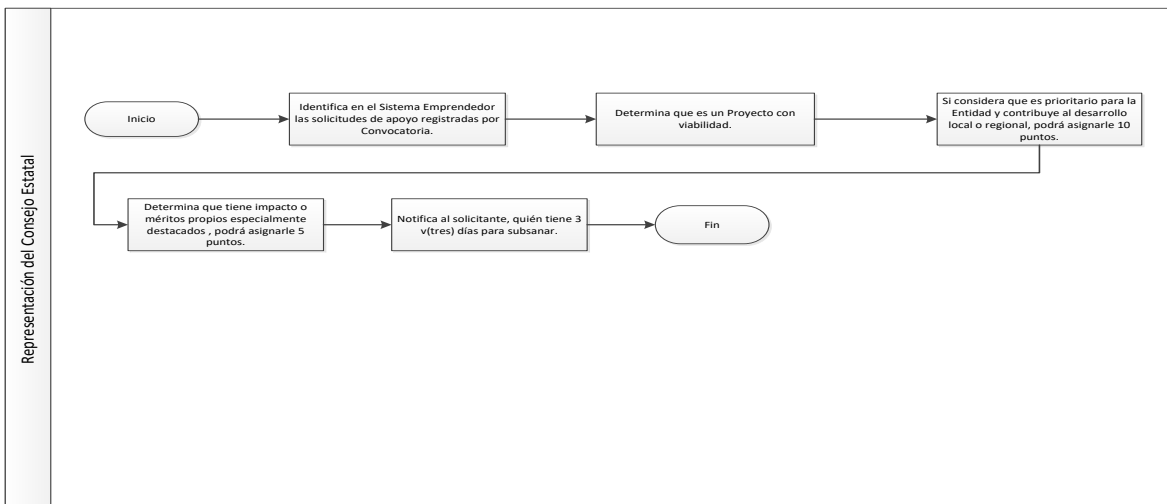 Representación del Consejo Estatal
Inicio
Identifica en el Sistema Emprendedor
las solicitudes de apoyo registradas por
Convocatoria.
Determina que es un Proyecto con
viabilidad.
Si considera que es prioritario para la
Entidad y contribuye al desarrollo
local o regional, podrá asignarle 10
puntos.
Determina que tiene impacto o
méritos propios especialmente
destacados , podrá asignarle 5
puntos.
Notifica al solicitante, quién tiene 3
v(tres) días para subsanar.
Fin